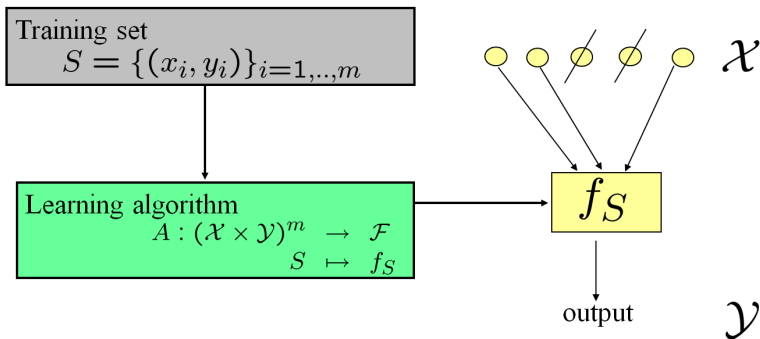 Training set
S = {(x_i, y_i)}_{i=1,..,m}
𝒳
f_S
Learning algorithm
A : (𝒳 × 𝒴)^m → ℱ
S ↦ f_S
output
𝒴